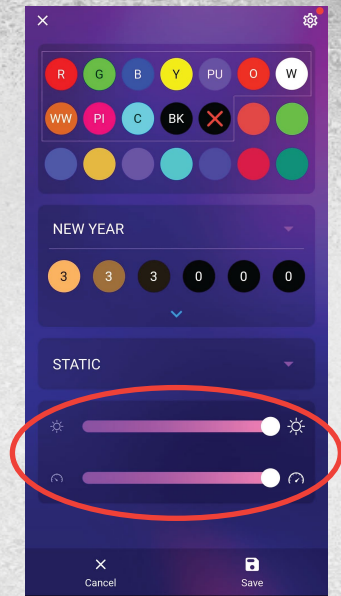 R G B Y PU O W
WW PI C BK
NEW YEAR
3 3 3 0 0 0
STATIC
Cancel Save